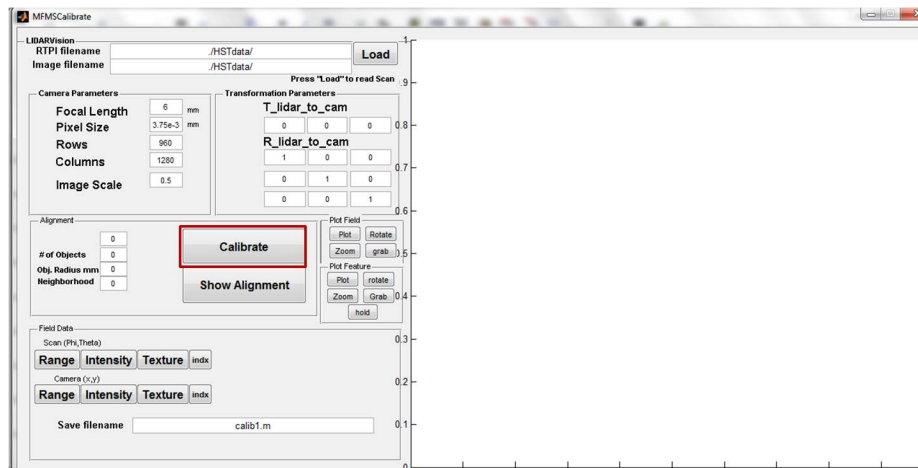 MFMSCalibrate
LIDARVision
RTPI filename ./HSTdata/ Load
Image filename ./HSTdata/
Press "Load" to read Scan
Camera Parameters
Focal Length 6 mm
Pixel Size 3.75e-3 mm
Rows 960
Columns 1280
Image Scale 0.5
Transformation Parameters
T_lidar_to_cam
0 0 0
R_lidar_to_cam
1 0 0
0 1 0
0 0 1
Alignment
0
# of Objects 0
Obj. Radius mm 0
Neighborhood 0
Calibrate
Show Alignment
Plot Field
Plot Rotate
Zoom grab
Plot Feature
Plot rotate
Zoom Grab
hold
Field Data
Scan (Phi,Theta)
Range Intensity Texture indx
Camera (x,y)
Range Intensity Texture indx
Save filename calib1.m
1
0.9
0.8
0.7
0.6
0.5
0.4
0.3
0.2
0.1
0